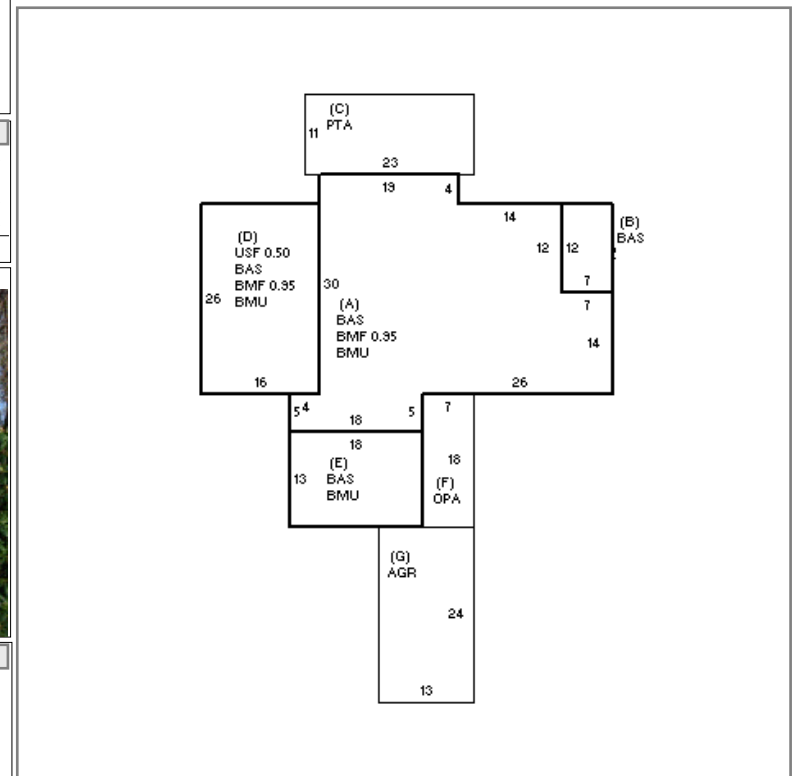 (C)
PTA
11
23
19
4
14
(B)
BAS
12
12
7
7
14
(D)
USF 0.50
BAS
BMF 0.95
BMU
26
16
30
(A)
BAS
BMF 0.95
BMU
26
5
4
18
5
7
18
(E)
BAS
BMU
13
18
(F)
OPA
(G)
AGR
24
13